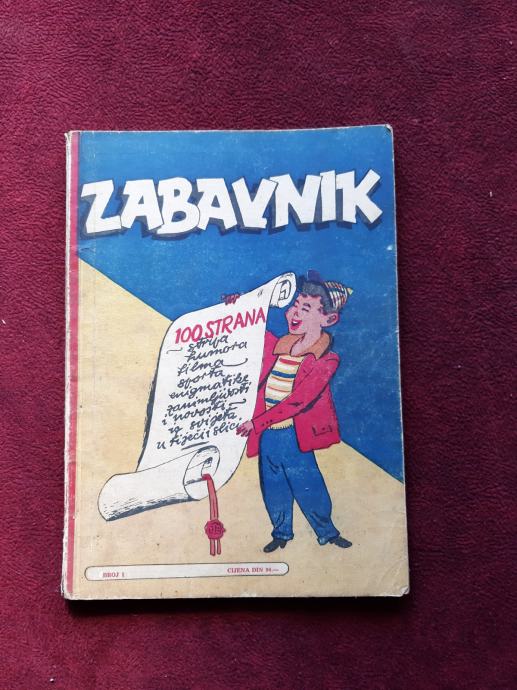 ZABAVNIK
100 STRANA
stripa
humora
filma
sporta
enigmatike
zanimljivosti
i novosti
iz svijeta
u riječi i slici
BROJ 1
CIJENA DIN